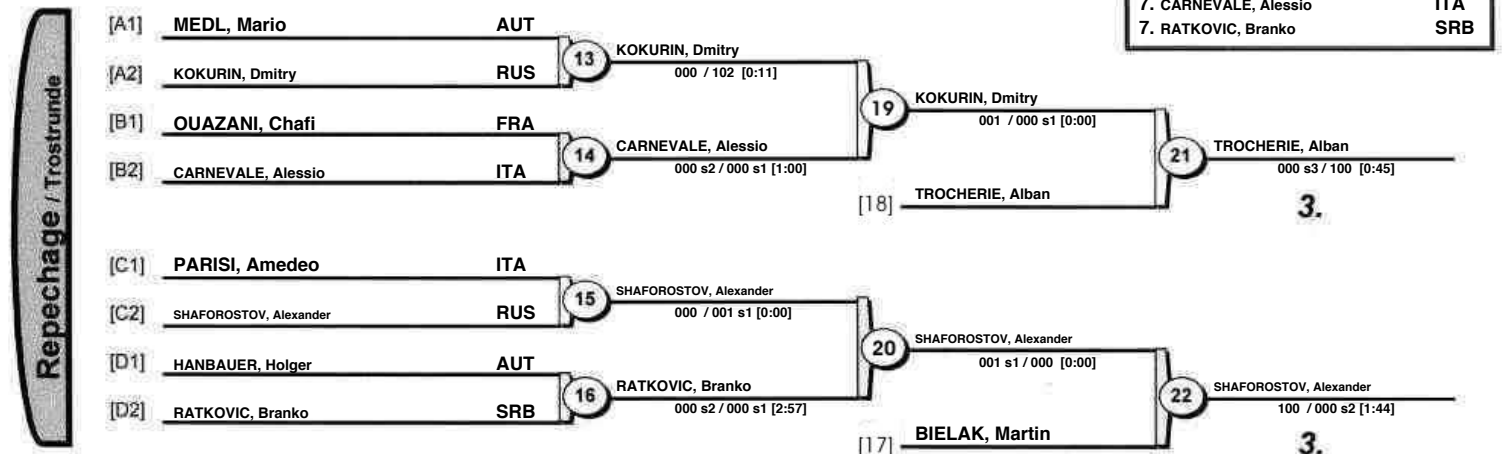 7. CARNEVALE, Alessio ITA
7. RATKOVIC, Branko SRB
Repechage / Trostrunde
[A1] MEDL, Mario AUT
[A2] KOKURIN, Dmitry RUS
13 KOKURIN, Dmitry
000 / 102 [0:11]
[B1] OUAZANI, Chafi FRA
[B2] CARNEVALE, Alessio ITA
14 CARNEVALE, Alessio
000 s2 / 000 s1 [1:00]
19 KOKURIN, Dmitry
001 / 000 s1 [0:00]
[18] TROCHERIE, Alban
21 TROCHERIE, Alban
000 s3 / 100 [0:45]
3.
[C1] PARISI, Amedeo ITA
[C2] SHAFOROSTOV, Alexander RUS
15 SHAFOROSTOV, Alexander
000 / 001 s1 [0:00]
[D1] HANBAUER, Holger AUT
[D2] RATKOVIC, Branko SRB
16 RATKOVIC, Branko
000 s2 / 000 s1 [2:57]
20 SHAFOROSTOV, Alexander
001 s1 / 000 [0:00]
[17] BIELAK, Martin
22 SHAFOROSTOV, Alexander
100 / 000 s2 [1:44]
3.